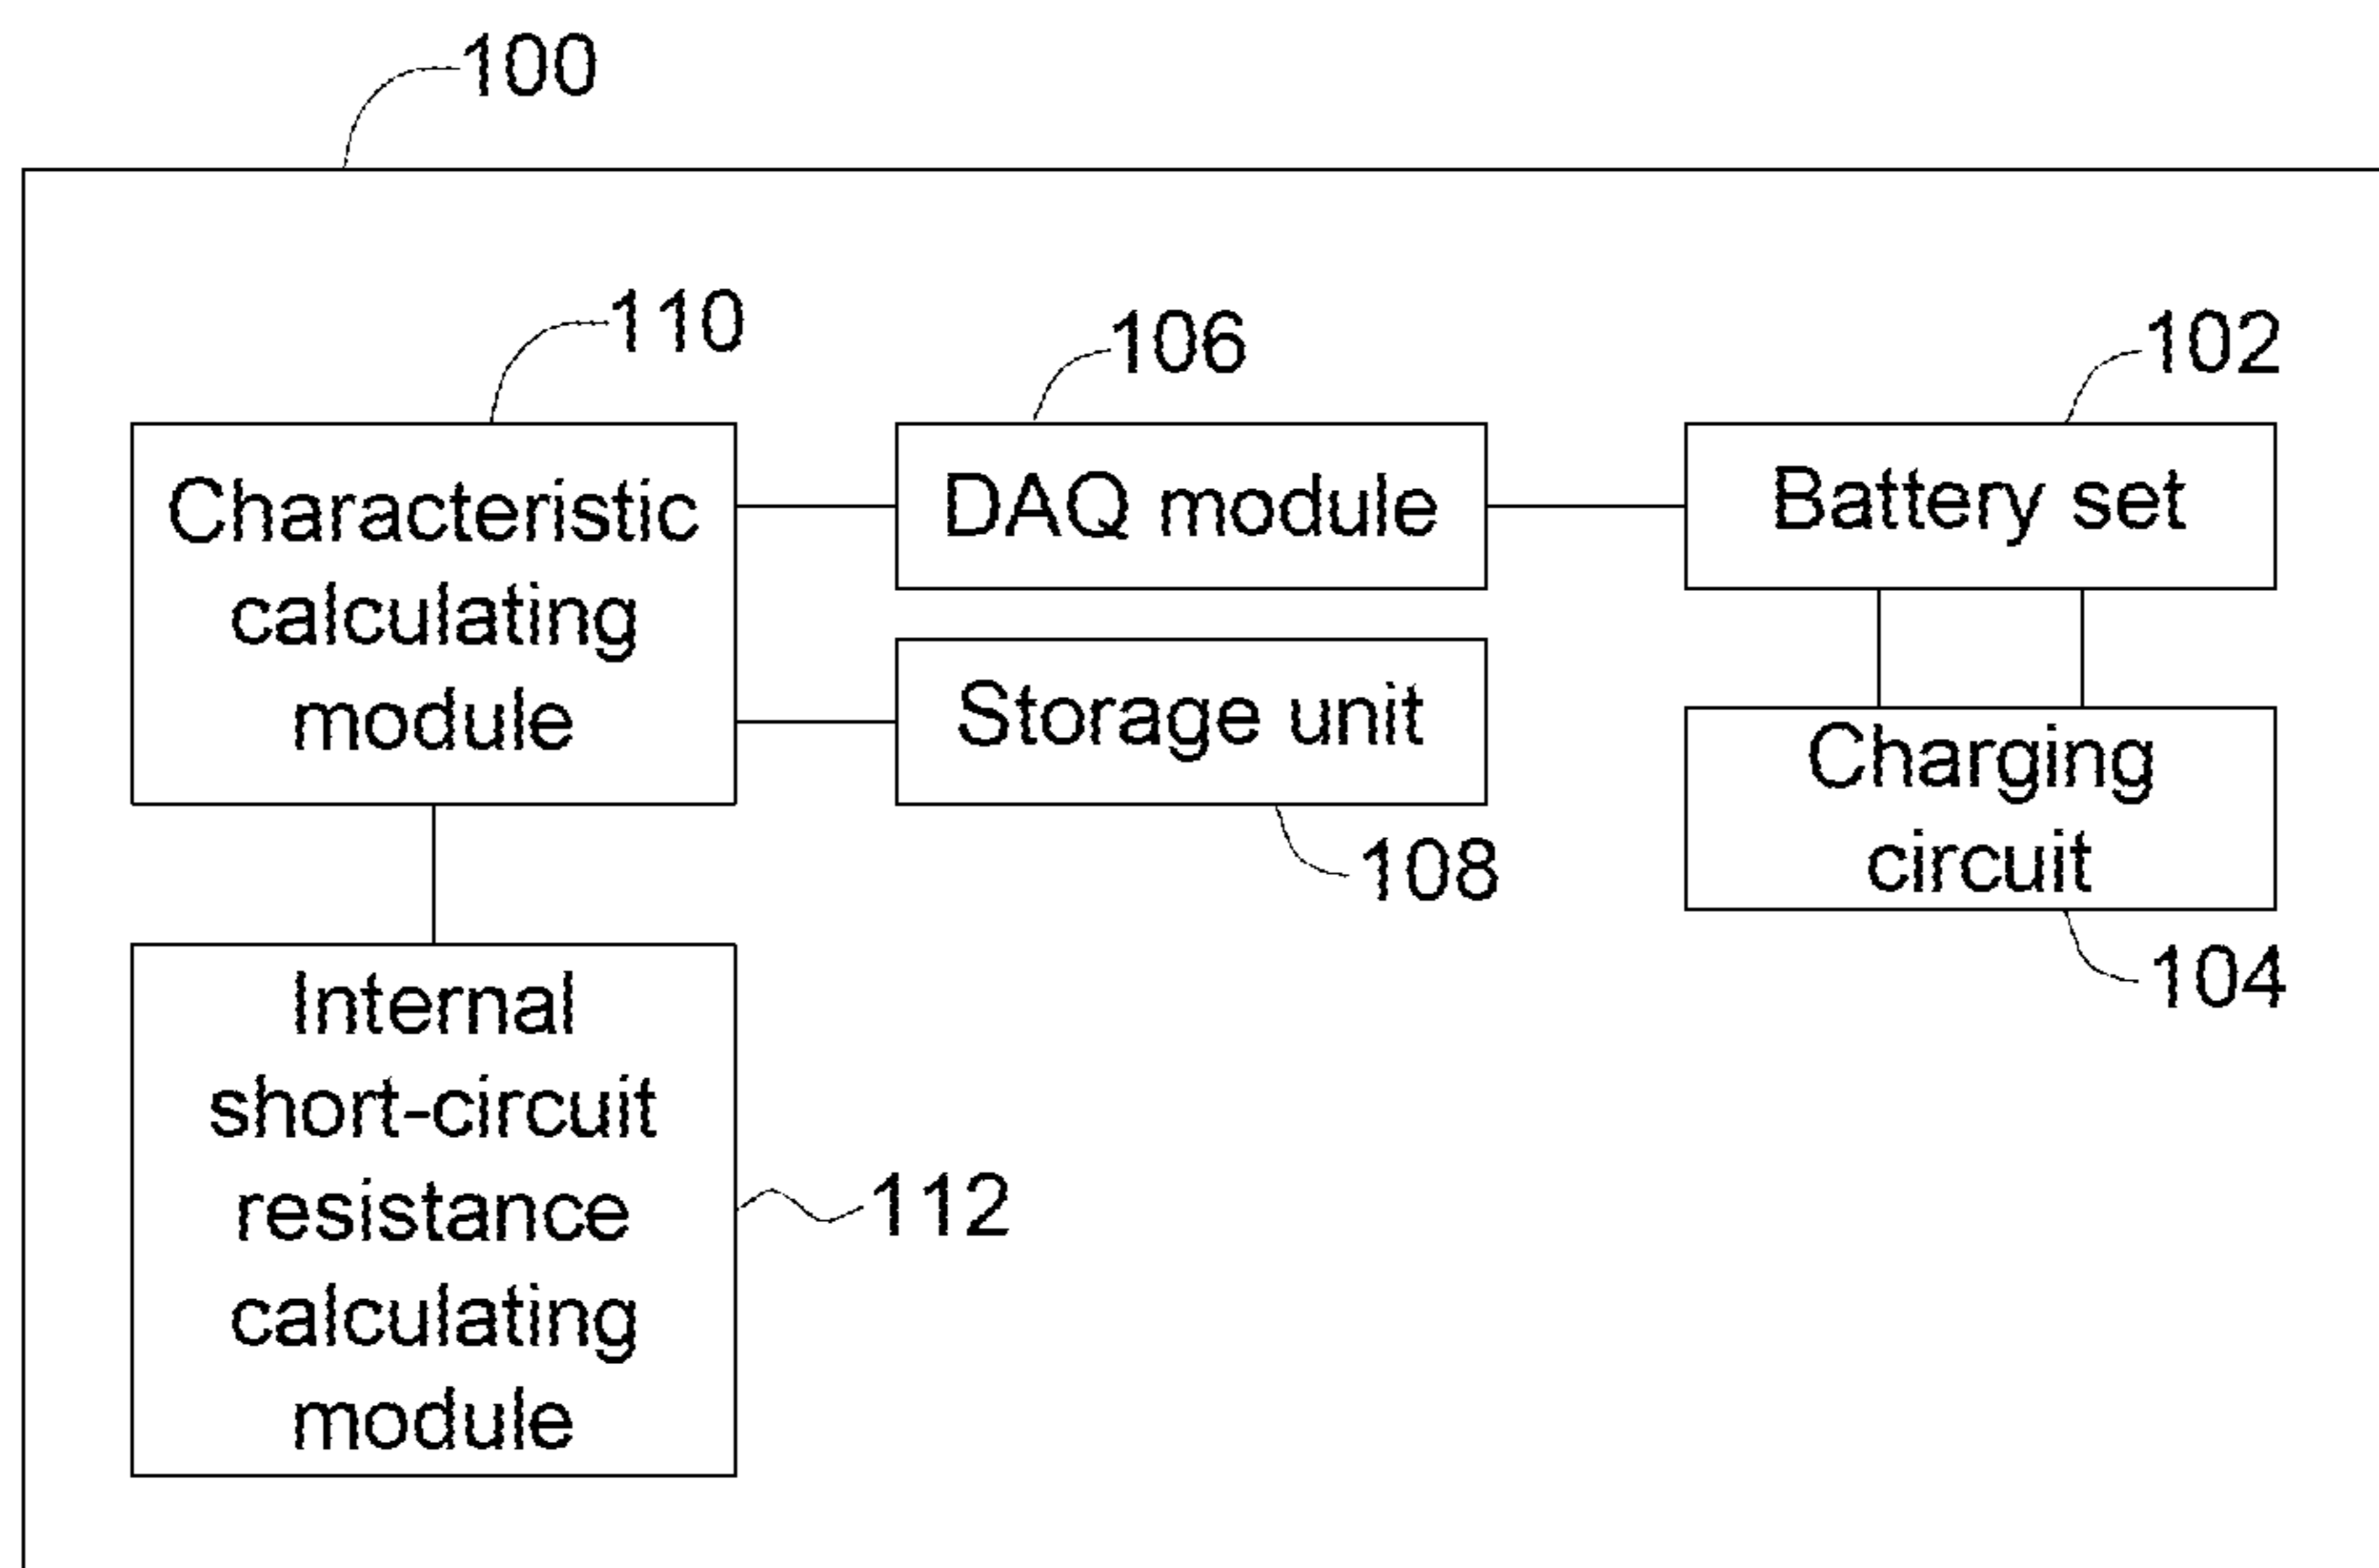 100
110
106
102
Characteristic
calculating
module
DAQ module
Battery set
Storage unit
Charging
circuit
108
104
Internal
short-circuit
resistance
calculating
module
112